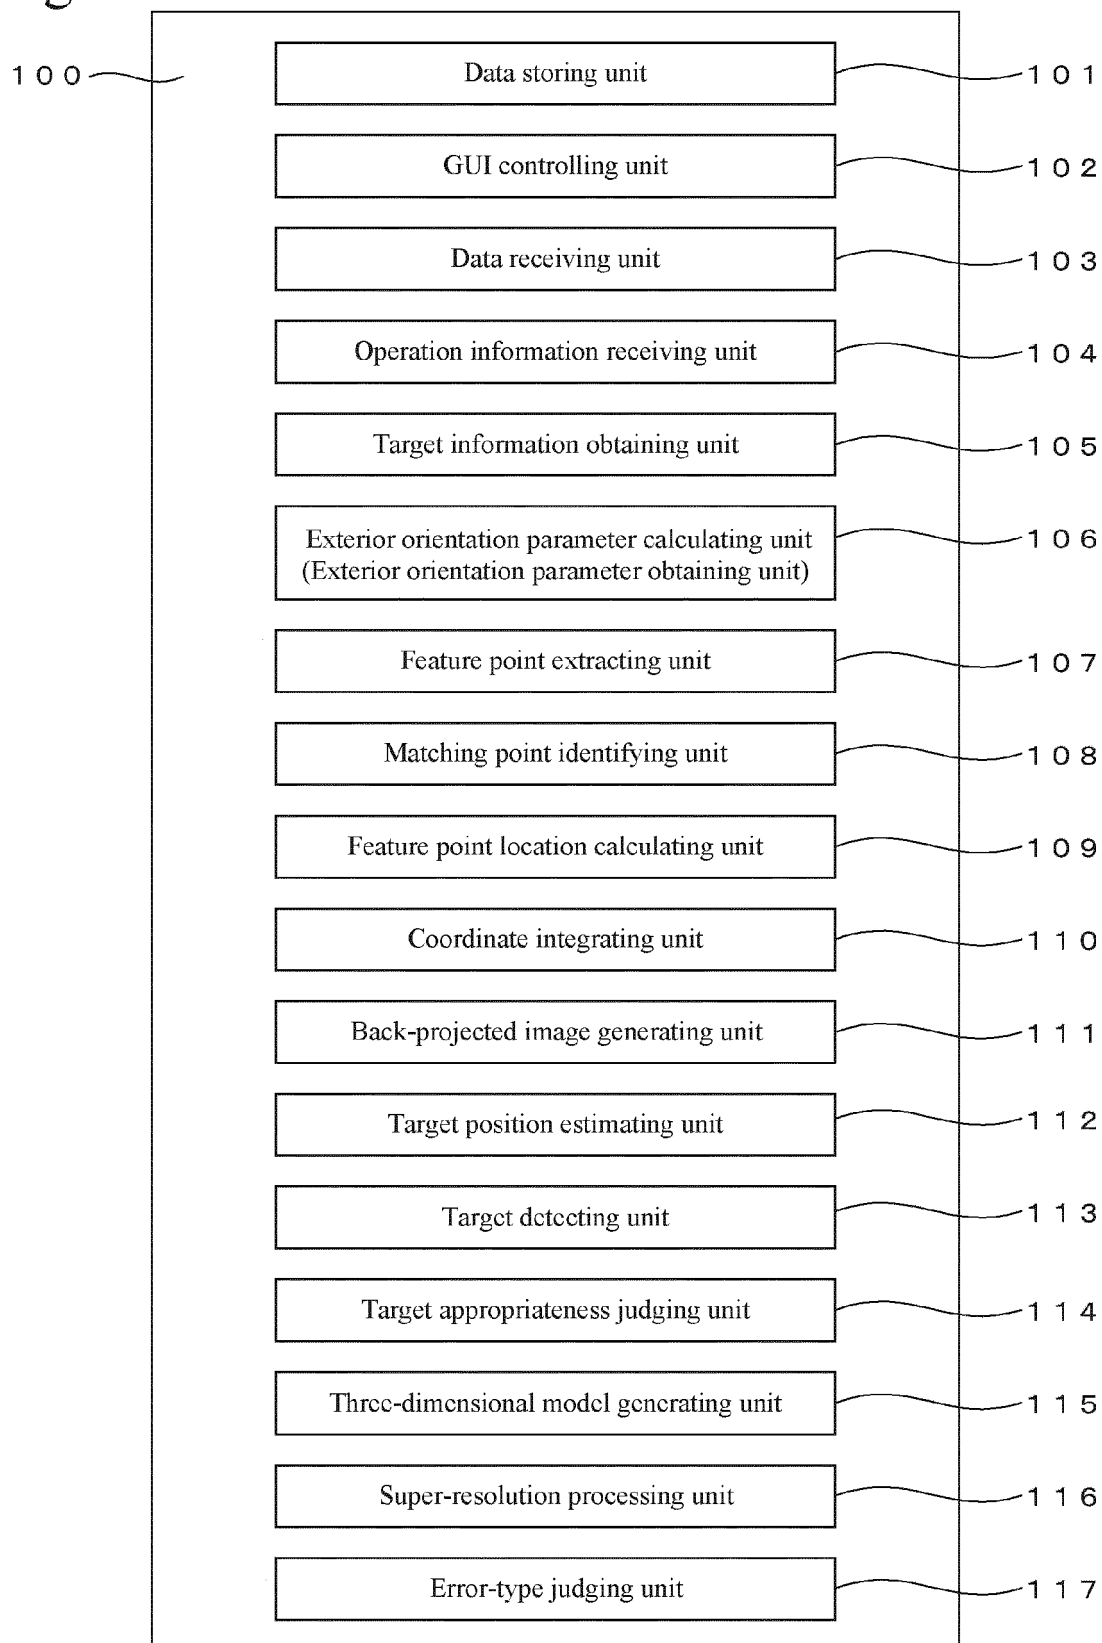 100
Data storing unit 101
GUI controlling unit 102
Data receiving unit 103
Operation information receiving unit 104
Target information obtaining unit 105
Exterior orientation parameter calculating unit 106
(Exterior orientation parameter obtaining unit)
Feature point extracting unit 107
Matching point identifying unit 108
Feature point location calculating unit 109
Coordinate integrating unit 110
Back-projected image generating unit 111
Target position estimating unit 112
Target detecting unit 113
Target appropriateness judging unit 114
Three-dimensional model generating unit 115
Super-resolution processing unit 116
Error-type judging unit 117